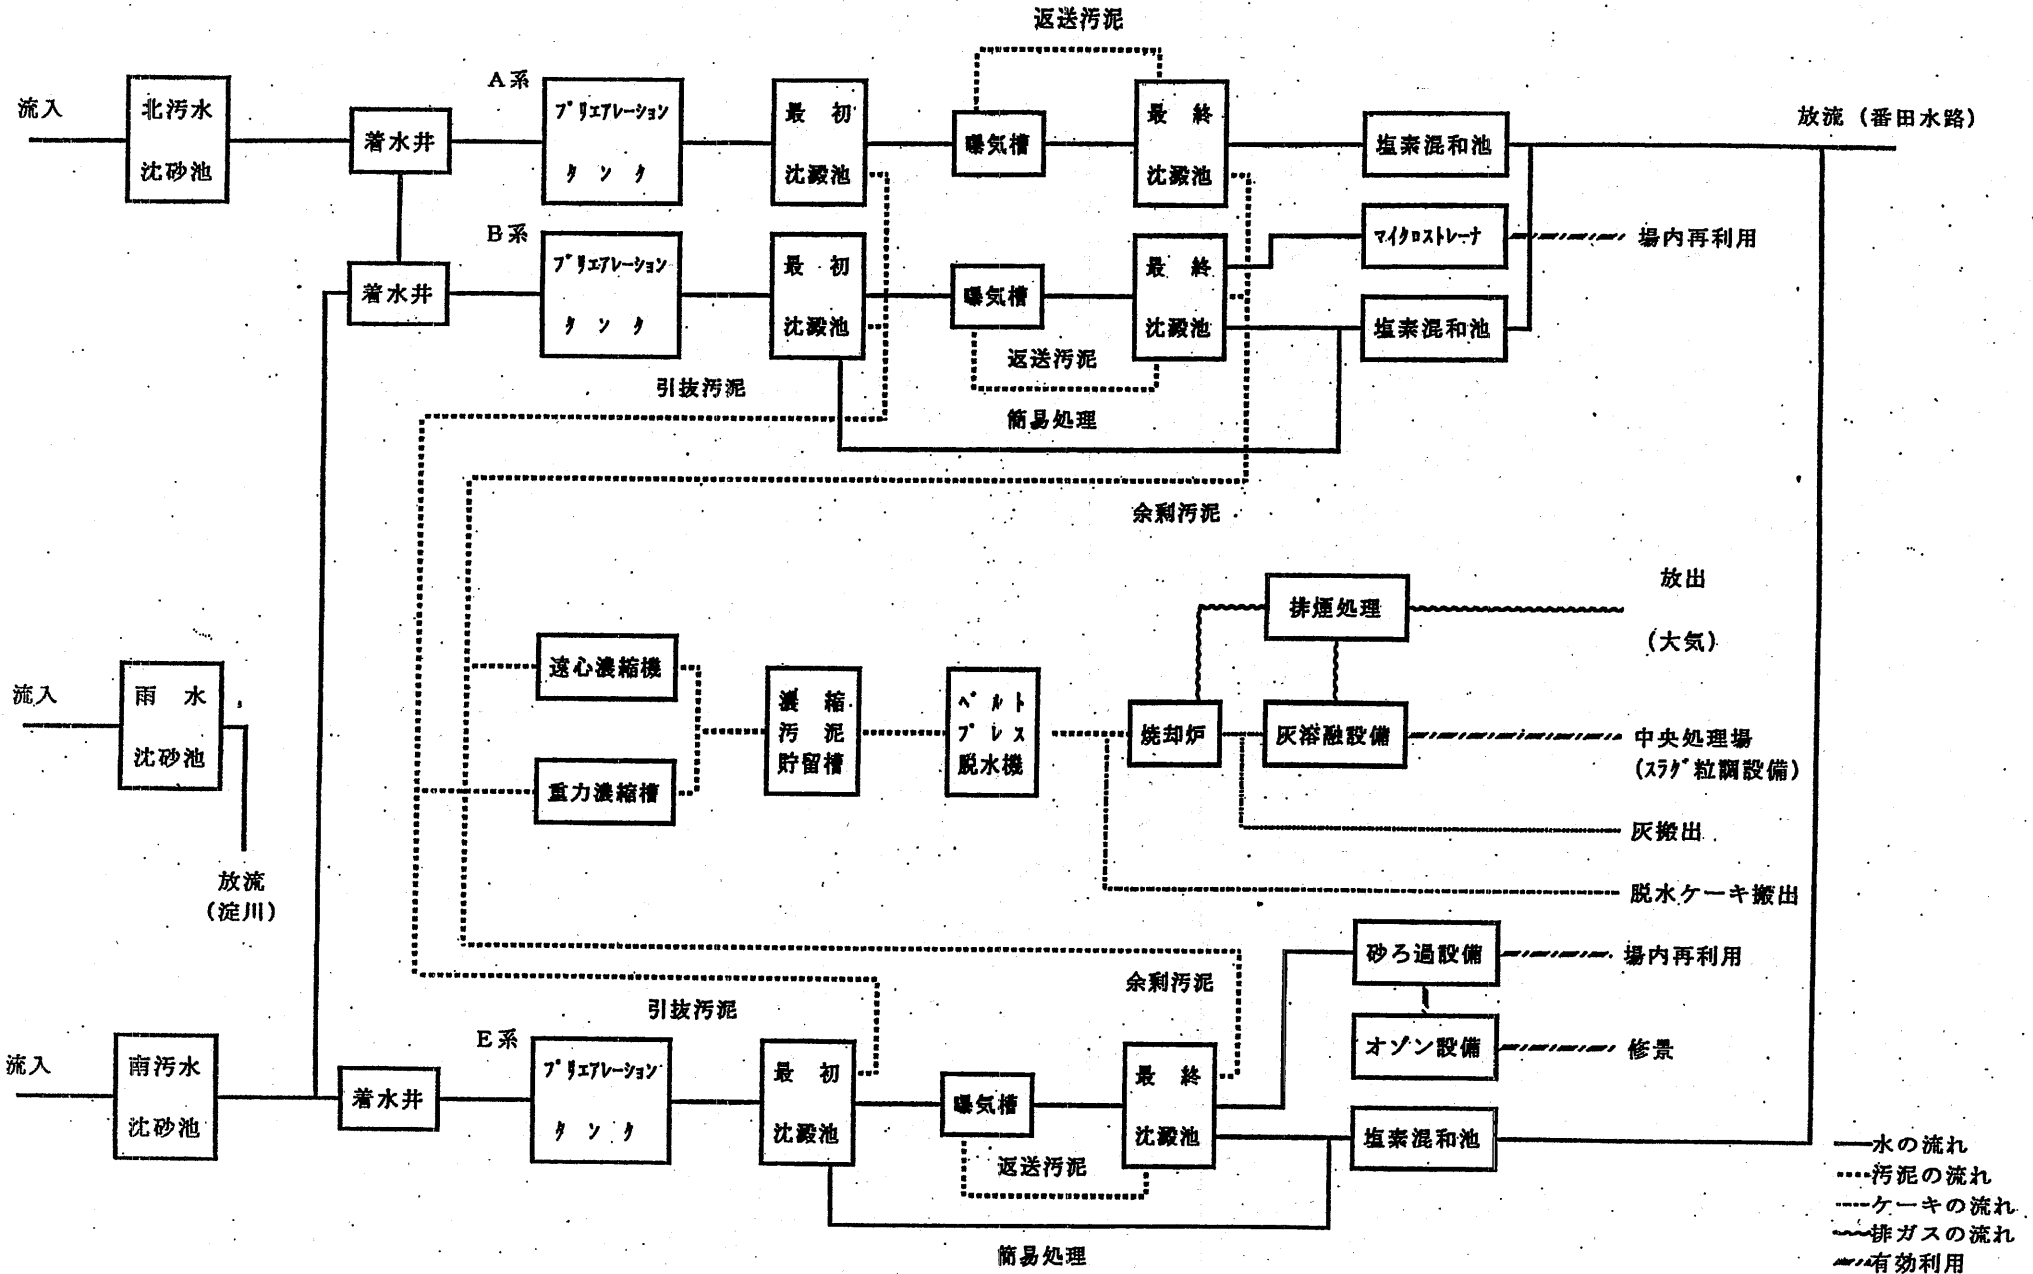 返送汚泥
A系
流入
北汚水
沈砂池
着水井
プリエアレーション
タンク
最初
沈澱池
曝気槽
最終
沈澱池
塩素混和池
放流(番田水路)
B系
着水井
プリエアレーション
タンク
最初
沈澱池
曝気槽
最終
沈澱池
マイクロストレーナ
場内再利用
塩素混和池
返送汚泥
引抜汚泥
簡易処理
余剰汚泥
排煙処理
放出
(大気)
流入
雨水
沈砂池
放流
(淀川)
遠心濃縮機
重力濃縮槽
濃縮
汚泥
貯留槽
ベルト
プレス
脱水機
焼却炉
灰溶融設備
中央処理場
(スラグ粒調設備)
灰搬出
脱水ケーキ搬出
砂ろ過設備
場内再利用
余剰汚泥
引抜汚泥
オゾン設備
修景
E系
流入
南汚水
沈砂池
着水井
プリエアレーション
タンク
最初
沈澱池
曝気槽
最終
沈澱池
塩素混和池
返送汚泥
簡易処理
水の流れ
汚泥の流れ
ケーキの流れ
排ガスの流れ
有効利用